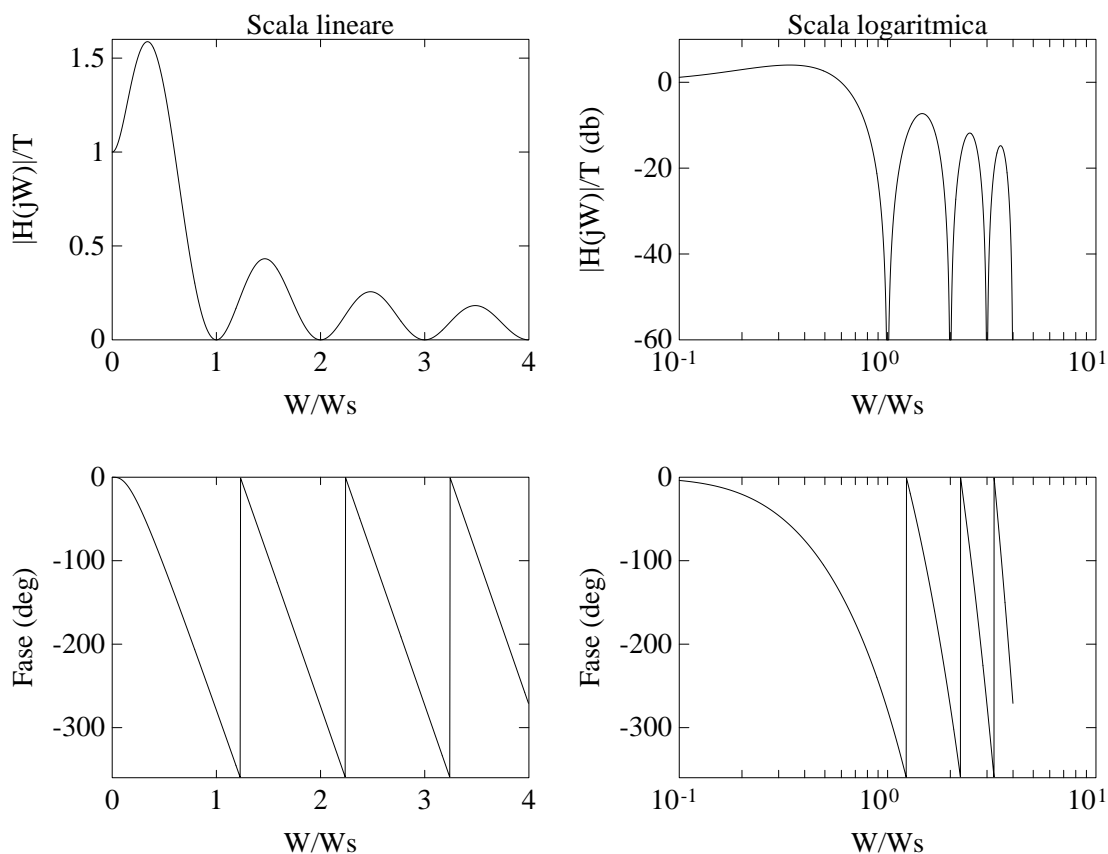 Scala lineare
1.5
1
0.5
0
0 1 2 3 4
|H(jW)|/T
W/Ws
Scala logaritmica
0
-20
-40
-60
10-1 100 101
|H(jW)|/T (db)
W/Ws
0
-100
-200
-300
0 1 2 3 4
Fase (deg)
W/Ws
0
-100
-200
-300
10-1 100 101
Fase (deg)
W/Ws